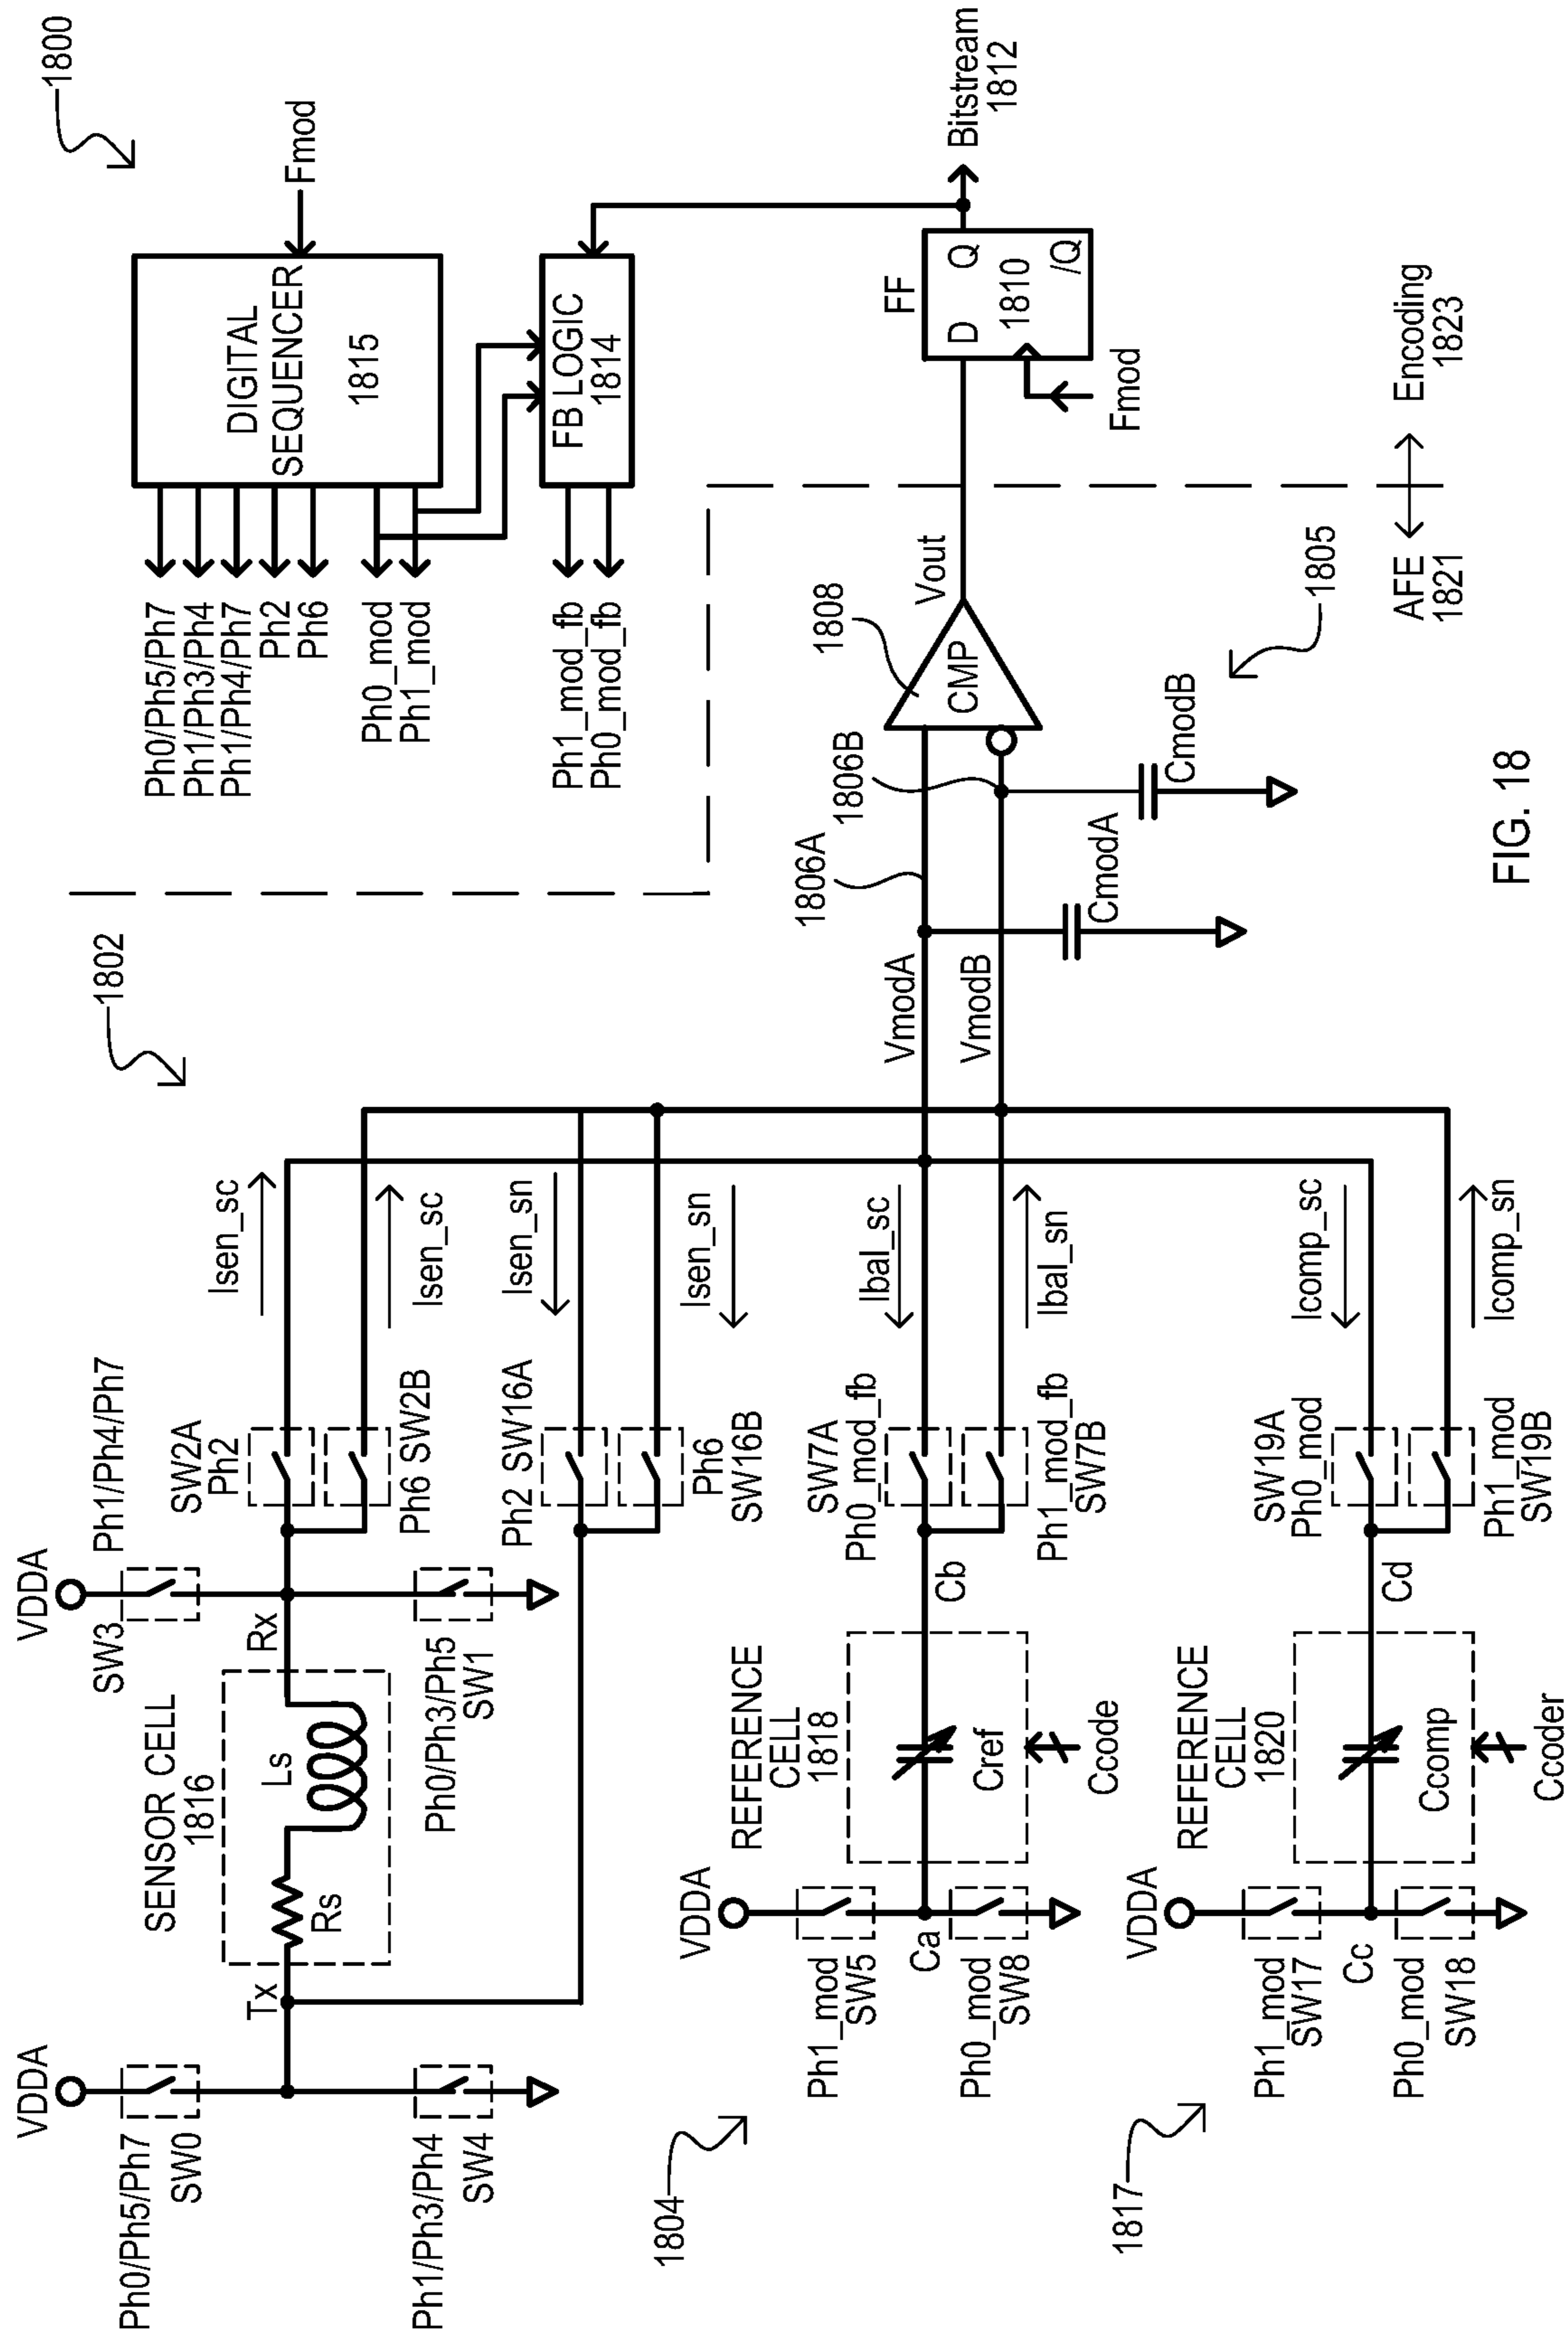 1800
1802
VDDA
Ph0/Ph5/Ph7
SW0
Ph1/Ph3/Ph4
SW4
Tx
SENSOR CELL
1816
Rs
Ls
Rx
VDDA
SW3
Ph1/Ph4/Ph7
Ph0/Ph3/Ph5
SW1
SW2A
Ph2
Ph6 SW2B
Isen_sc
Isen_sc
Ph2 SW16A
Ph6
SW16B
Isen_sn
Isen_sn
DIGITAL
SEQUENCER
1815
Fmod
Ph0/Ph5/Ph7
Ph1/Ph3/Ph4
Ph1/Ph4/Ph7
Ph2
Ph6
Ph0_mod
Ph1_mod
FB LOGIC
1814
Ph1_mod_fb
Ph0_mod_fb
1804
VDDA
Ph1_mod
SW5
Ca
Ph0_mod
SW8
REFERENCE
CELL
1818
Cref
Ccode
Cb
SW7A
Ph0_mod_fb
Ph1_mod_fb
SW7B
Ibal_sc
Ibal_sn
VmodA
VmodB
1806A
1806B
CmodA
CmodB
1808
CMP
Vout
1805
FF
D
Q
1810
/Q
Fmod
Bitstream
1812
1817
VDDA
Ph1_mod
SW17
Cc
Ph0_mod
SW18
REFERENCE
CELL
1820
Ccomp
Ccoder
Cd
SW19A
Ph0_mod
Ph1_mod
SW19B
Icomp_sc
Icomp_sn
AFE
1821
Encoding
1823
FIG. 18